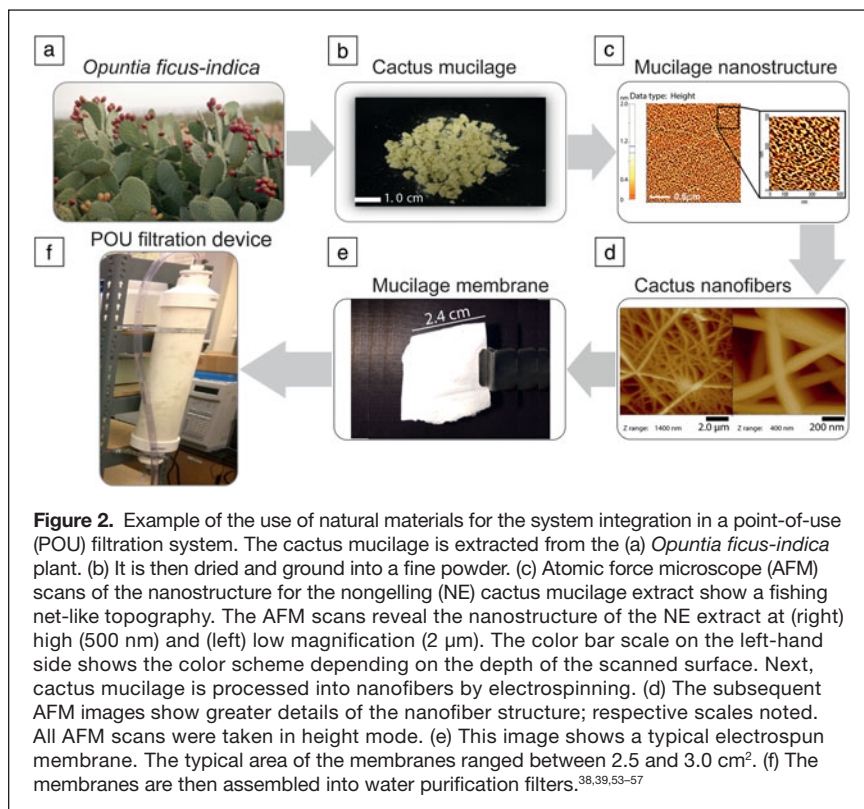 a
Opuntia ficus-indica
b
Cactus mucilage
1.0 cm
c
Mucilage nanostructure
Data type: Height
nm
2.0
1.2
0.4
0
0.6µm
f
POU filtration device
e
Mucilage membrane
2.4 cm
d
Cactus nanofibers
Z range: 1400 nm
2.0 µm
Z range: 400 nm
200 nm
Figure 2. Example of the use of natural materials for the system integration in a point-of-use
(POU) filtration system. The cactus mucilage is extracted from the (a) Opuntia ficus-indica
plant. (b) It is then dried and ground into a fine powder. (c) Atomic force microscope (AFM)
scans of the nanostructure for the nongelling (NE) cactus mucilage extract show a fishing
net-like topography. The AFM scans reveal the nanostructure of the NE extract at (right)
high (500 nm) and (left) low magnification (2 µm). The color bar scale on the left-hand
side shows the color scheme depending on the depth of the scanned surface. Next,
cactus mucilage is processed into nanofibers by electrospinning. (d) The subsequent
AFM images show greater details of the nanofiber structure; respective scales noted.
All AFM scans were taken in height mode. (e) This image shows a typical electrospun
membrane. The typical area of the membranes ranged between 2.5 and 3.0 cm². (f) The
membranes are then assembled into water purification filters.³⁸,³⁹,⁵³–⁵⁷